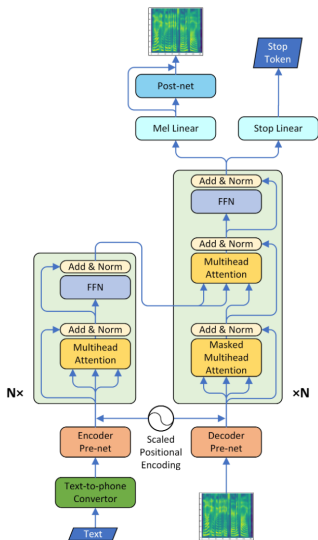 Stop
Token
Post-net
Mel Linear
Stop Linear
Add & Norm
FFN
Add & Norm
Multihead
Attention
Add & Norm
Masked
Multihead
Attention
×N
Add & Norm
FFN
Add & Norm
Multihead
Attention
N×
Scaled
Positional
Encoding
Encoder
Pre-net
Decoder
Pre-net
Text-to-phone
Convertor
Text